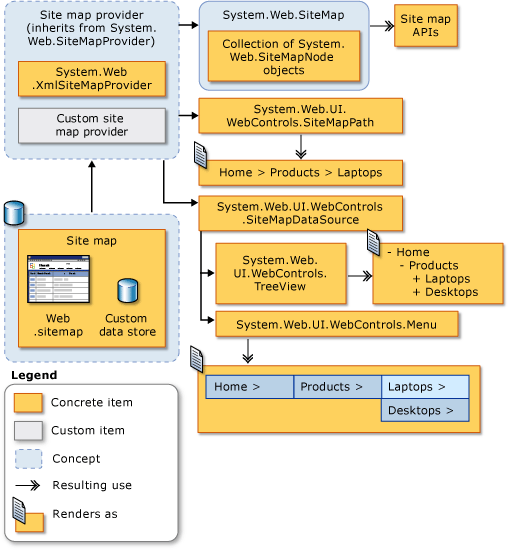 Site map provider
(inherits from System.
Web.SiteMapProvider)
System.Web
.XmlSiteMapProvider
Custom site
map provider
System.Web.SiteMap
Collection of System.
Web.SiteMapNode
objects
Site map
APIs
System.Web.UI.
WebControls.SiteMapPath
Home > Products > Laptops
System.Web.UI.WebControls
.SiteMapDataSource
System.Web.
UI.WebControls.
TreeView
- Home
- Products
+ Laptops
+ Desktops
System.Web.UI.WebControls.Menu
Home >
Products >
Laptops >
Desktops >
Site map
Web
.sitemap
Custom
data store
Legend
Concrete item
Custom item
Concept
Resulting use
Renders as